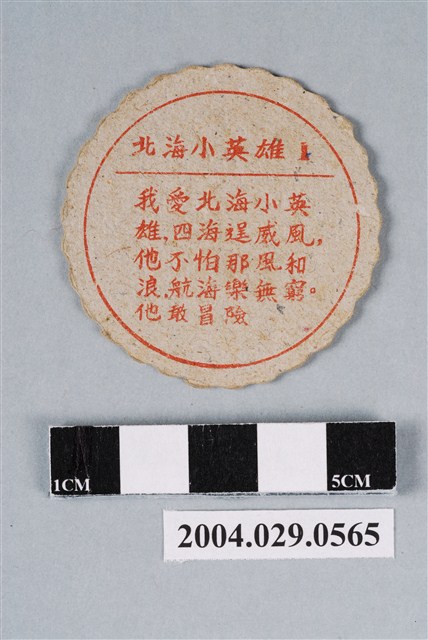 北海小英雄 1
我愛北海小英
雄,四海逞威風,
他不怕那風和
浪,航海樂無窮。
他敢冒險
1CM
5CM
2004.029.0565